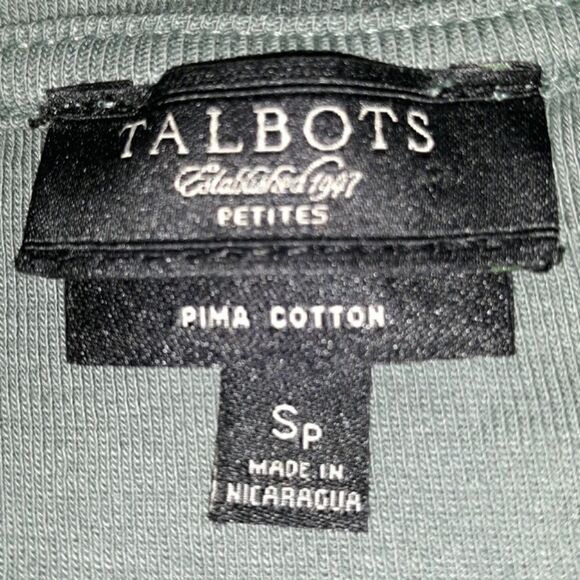 TALBOTS
Established 1947
PETITES
PIMA COTTON
SP
MADE IN
NICARAGUA